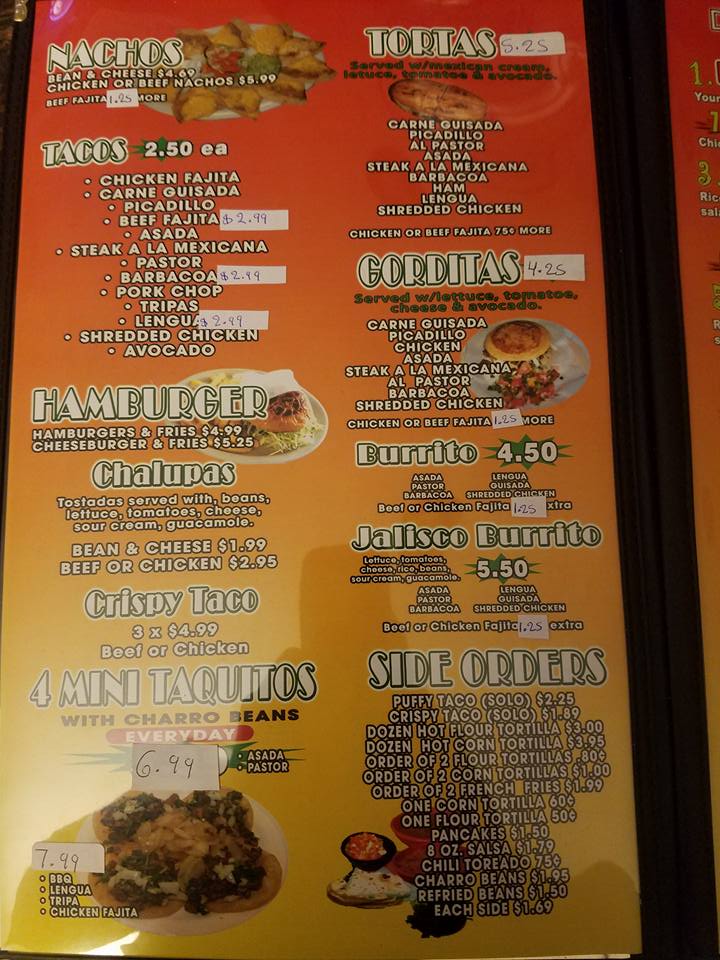 NACHOS
BEAN & CHEESE $4.69
CHICKEN OR BEEF NACHOS $5.99
BEEF FAJITA 1.25 MORE
TACOS 2.50 ea
• CHICKEN FAJITA
• CARNE GUISADA
• PICADILLO
• BEEF FAJITA $2.99
• ASADA
• STEAK A LA MEXICANA
• PASTOR
• BARBACOA $2.99
• PORK CHOP
• TRIPAS
• LENGUA $2.99
• SHREDDED CHICKEN
• AVOCADO
HAMBURGER
HAMBURGERS & FRIES $4.99
CHEESEBURGER & FRIES $5.25
Chalupas
Tostadas served with, beans,
lettuce, tomatoes, cheese,
sour cream, guacamole.
BEAN & CHEESE $1.99
BEEF OR CHICKEN $2.95
Crispy Taco
3 x $4.99
Beef or Chicken
4 MINI TAQUITOS
WITH CHARRO BEANS
EVERYDAY
6.99
• ASADA
• PASTOR
7.99
• BBQ
• LENGUA
• TRIPA
• CHICKEN FAJITA
TORTAS 5.25
Served w/mexican cream,
letuce, tomatoe & avocado.
CARNE GUISADA
PICADILLO
AL PASTOR
ASADA
STEAK A LA MEXICANA
BARBACOA
HAM
LENGUA
SHREDDED CHICKEN
CHICKEN OR BEEF FAJITA 75¢ MORE
GORDITAS 4.25
Served w/lettuce, tomatoe,
cheese & avocado.
CARNE GUISADA
PICADILLO
CHICKEN
ASADA
STEAK A LA MEXICANA
AL PASTOR
BARBACOA
SHREDDED CHICKEN
CHICKEN OR BEEF FAJITA 1.25 MORE
Burrito 4.50
ASADA LENGUA
PASTOR GUISADA
BARBACOA SHREDDED CHICKEN
Beef or Chicken Fajita 1.25 xtra
Jalisco Burrito
Lettuce, tomatoes,
cheese, rice, beans,
sour cream, guacamole.
5.50
ASADA LENGUA
PASTOR GUISADA
BARBACOA SHREDDED CHICKEN
Beef or Chicken Fajita 1.25 extra
SIDE ORDERS
PUFFY TACO (SOLO) $2.25
CRISPY TACO (SOLO) $1.89
DOZEN HOT FLOUR TORTILLA $3.00
DOZEN HOT CORN TORTILLA $3.95
ORDER OF 2 FLOUR TORTILLAS .80¢
ORDER OF 2 CORN TORTILLAS $1.00
ORDER OF 2 FRENCH FRIES $1.99
ONE CORN TORTILLA 60¢
ONE FLOUR TORTILLA 50¢
PANCAKES $1.50
8 OZ. SALSA $1.79
CHILI TOREADO 75¢
CHARRO BEANS $1.95
REFRIED BEANS $1.50
EACH SIDE $1.69
1.
Your
Chi
3
Ric
sal